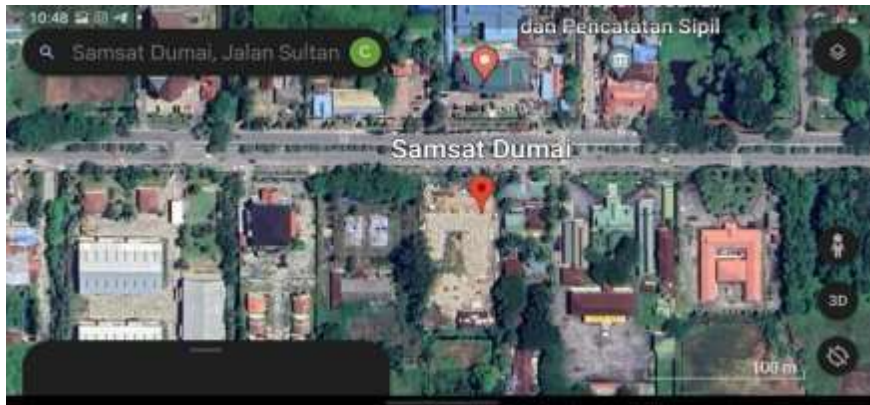 10:48
dan Pencatatan Sipil
Samsat Dumai, Jalan Sultan
C
Samsat Dumai
3D
100 m